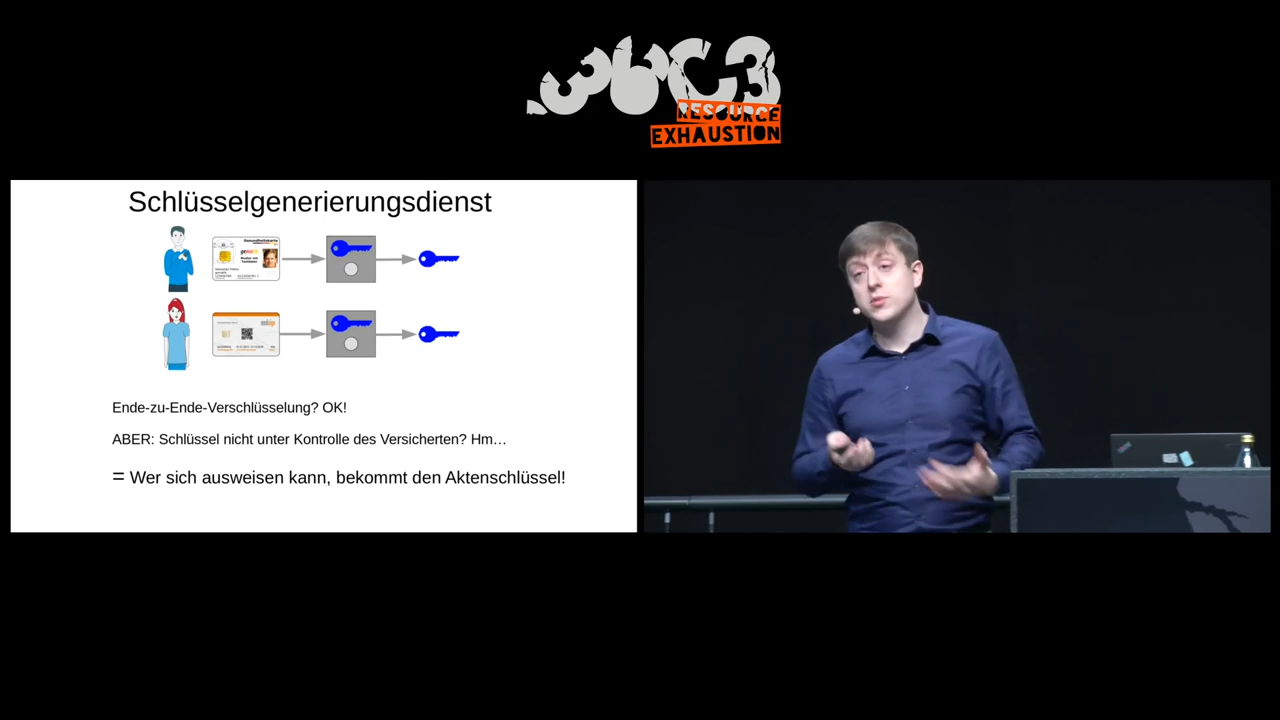 36C3
RESOURCE
EXHAUSTION
Schlüsselgenerierungsdienst
Gesundheitskarte
Ende-zu-Ende-Verschlüsselung? OK!
ABER: Schlüssel nicht unter Kontrolle des Versicherten? Hm…
= Wer sich ausweisen kann, bekommt den Aktenschlüssel!